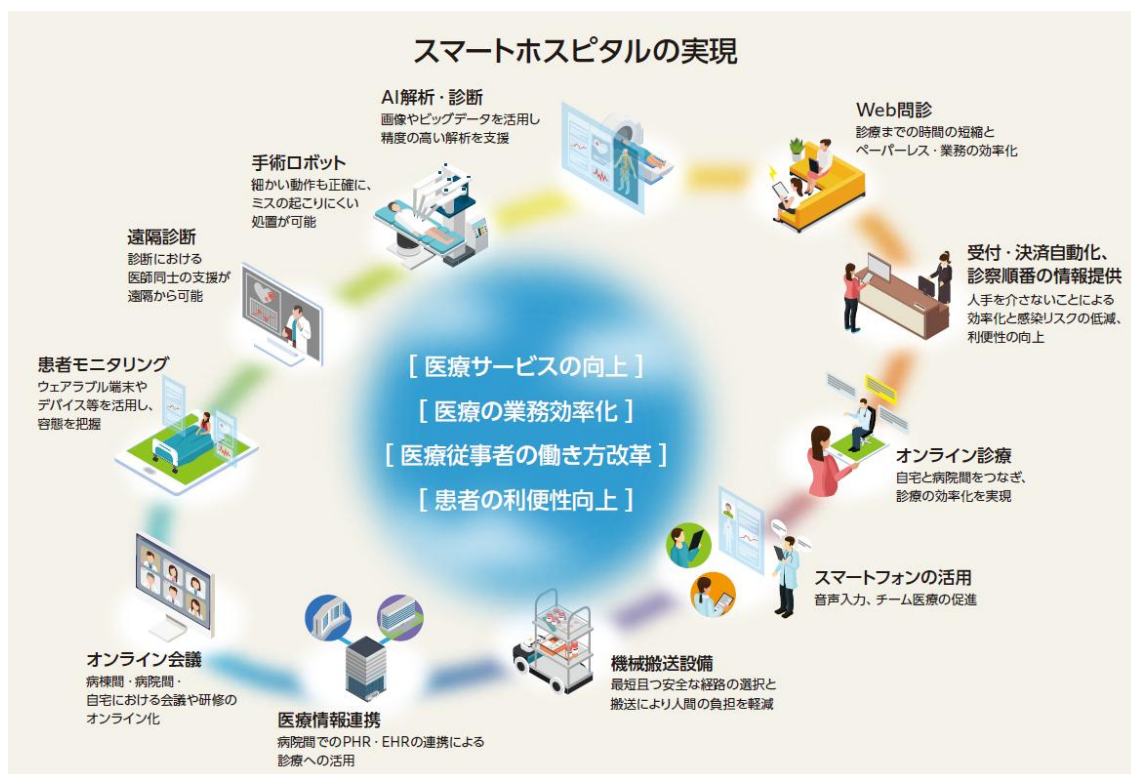 スマートホスピタルの実現
AI解析・診断
画像やビッグデータを活用し
精度の高い解析を支援
Web問診
診療までの時間の短縮と
ペーパーレス・業務の効率化
手術ロボット
細かい動作も正確に、
ミスの起こりにくい
処置が可能
受付・決済自動化、
診察順番の情報提供
人手を介さないことによる
効率化と感染リスクの低減、
利便性の向上
遠隔診断
診断における
医師同士の支援が
遠隔から可能
患者モニタリング
ウェアラブル端末や
デバイス等を活用し、
容態を把握
[ 医療サービスの向上 ]
[ 医療の業務効率化 ]
[ 医療従事者の働き方改革 ]
[ 患者の利便性向上 ]
オンライン診療
自宅と病院間をつなぎ、
診療の効率化を実現
スマートフォンの活用
音声入力、チーム医療の促進
機械搬送設備
最短且つ安全な経路の選択と
搬送により人間の負担を軽減
医療情報連携
病院間でのPHR・EHRの連携による
診療への活用
オンライン会議
病棟間・病院間・
自宅における会議や研修の
オンライン化